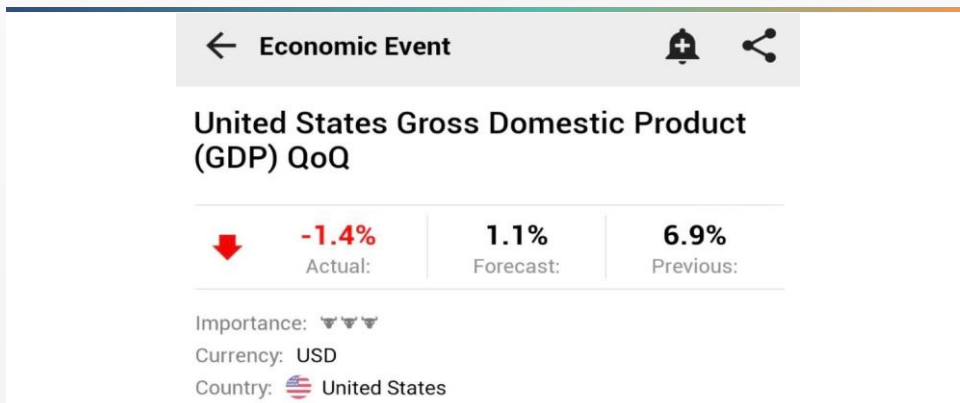 Economic Event
United States Gross Domestic Product
(GDP) QoQ
-1.4% 1.1% 6.9%
Actual: Forecast: Previous:
Importance:
Currency: USD
Country: United States